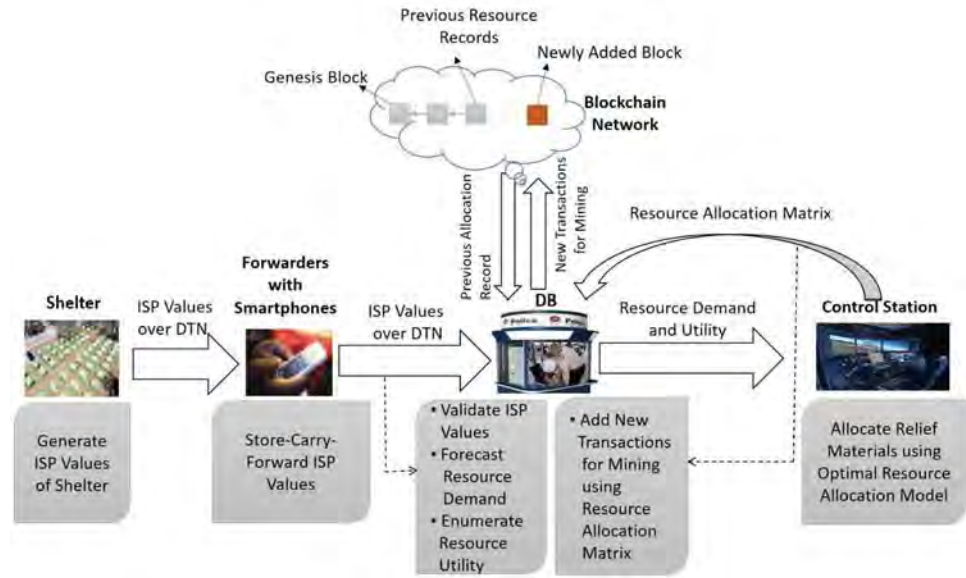 Previous Resource
Records
Newly Added Block
Genesis Block
Blockchain
Network
Previous Allocation
Record
New Transactions
for Mining
Resource Allocation Matrix
Forwarders
with
Smartphones
Shelter
ISP Values
over DTN
ISP Values
over DTN
DB
Resource Demand
and Utility
Control Station
Police
Generate
ISP Values
of Shelter
Store-Carry-
Forward ISP
Values
• Validate ISP
Values
• Forecast
Resource
Demand
• Enumerate
Resource
Utility
• Add New
Transactions
for Mining
using
Resource
Allocation
Matrix
Allocate Relief
Materials using
Optimal Resource
Allocation Model